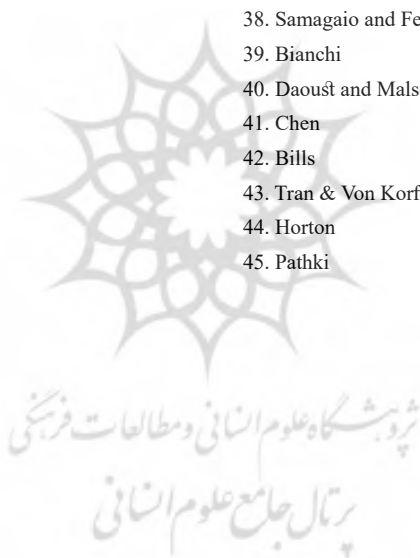 38. Samagaio and Fe
39. Bianchi
40. Daoust and Mals
41. Chen
42. Bills
43. Tran & Von Korf
44. Horton
45. Pathki
پژوهشگاه علوم انسانی و مطالعات فرهنگی
پرتال جامع علوم انسانی